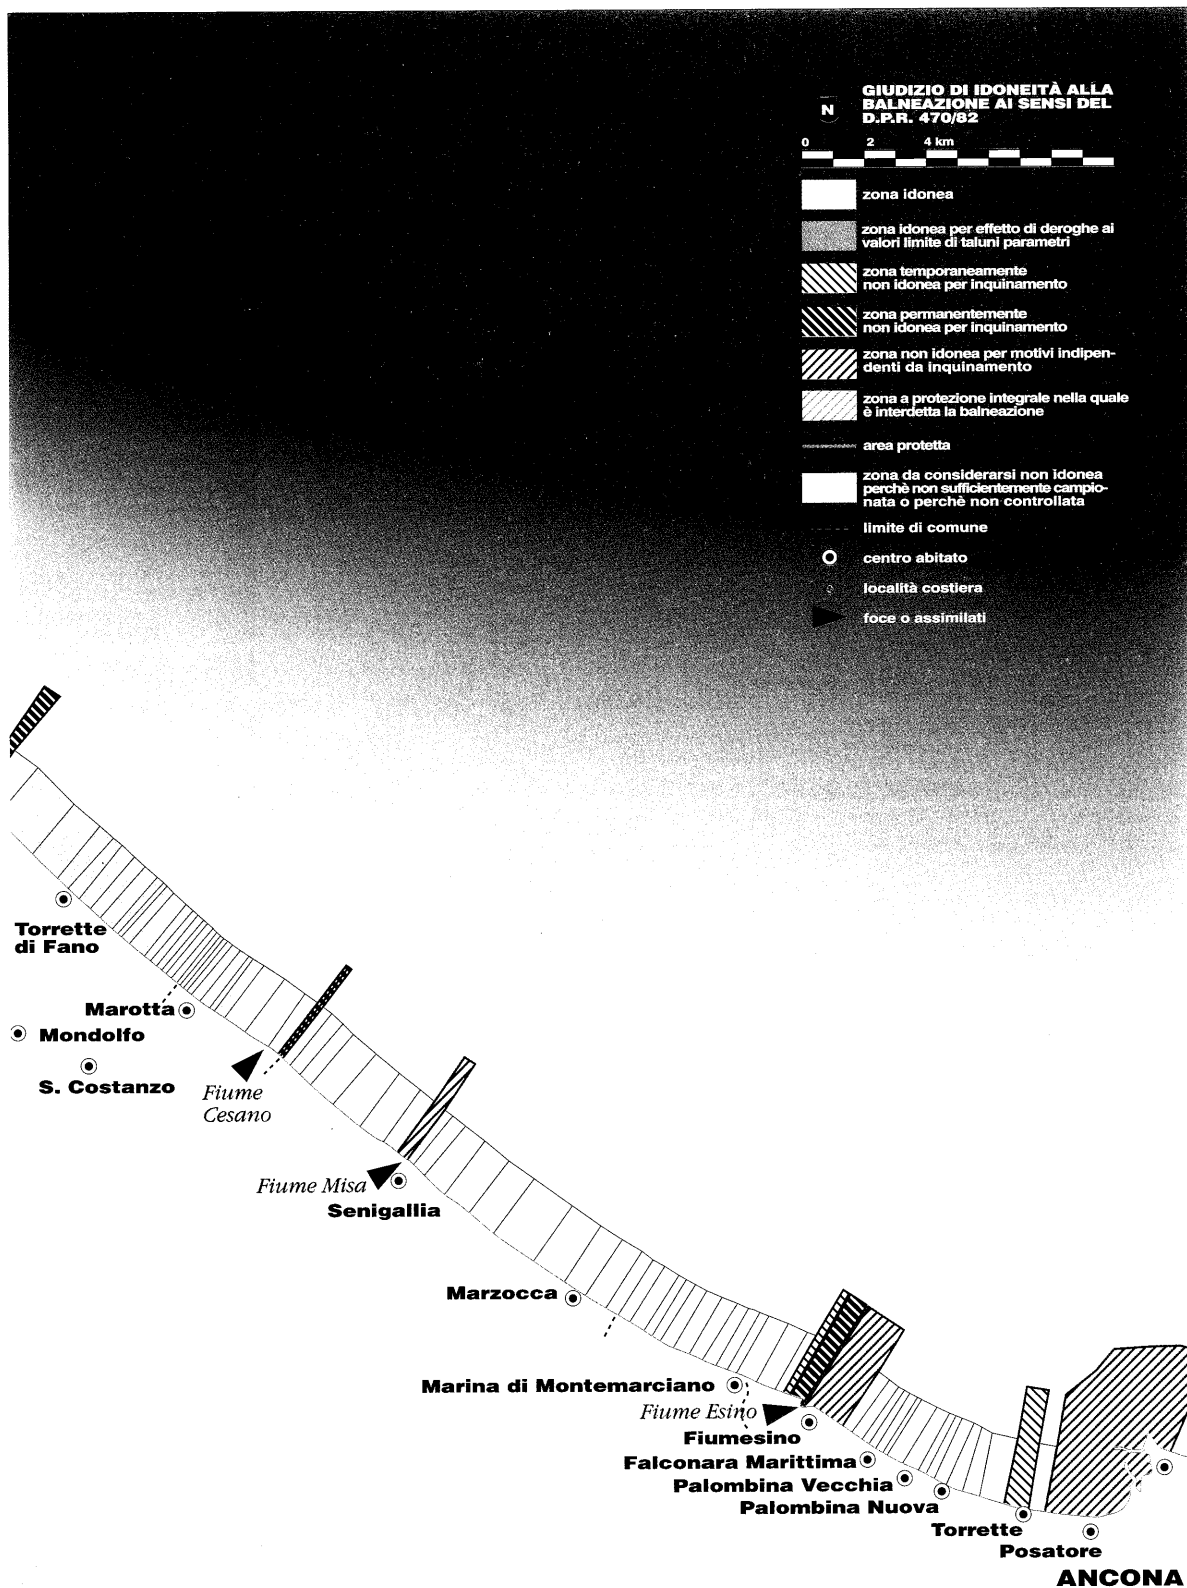 GIUDIZIO DI IDONEITÀ ALLA
BALNEAZIONE AI SENSI DEL
D.P.R. 470/82
N
0 2 4 km
zona idonea
zona idonea per effetto di deroghe ai
valori limite di taluni parametri
zona temporaneamente
non idonea per inquinamento
zona permanentemente
non idonea per inquinamento
zona non idonea per motivi indipen-
denti da inquinamento
zona a protezione integrale nella quale
è interdetta la balneazione
area protetta
zona da considerarsi non idonea
perchè non sufficientemente campio-
nata o perchè non controllata
limite di comune
centro abitato
località costiera
foce o assimilati
Torrette
di Fano
Marotta
Mondolfo
S. Costanzo
Fiume
Cesano
Fiume Misa
Senigallia
Marzocca
Marina di Montemarciano
Fiume Esino
Fiumesino
Falconara Marittima
Palombina Vecchia
Palombina Nuova
Torrette
Posatore
ANCONA